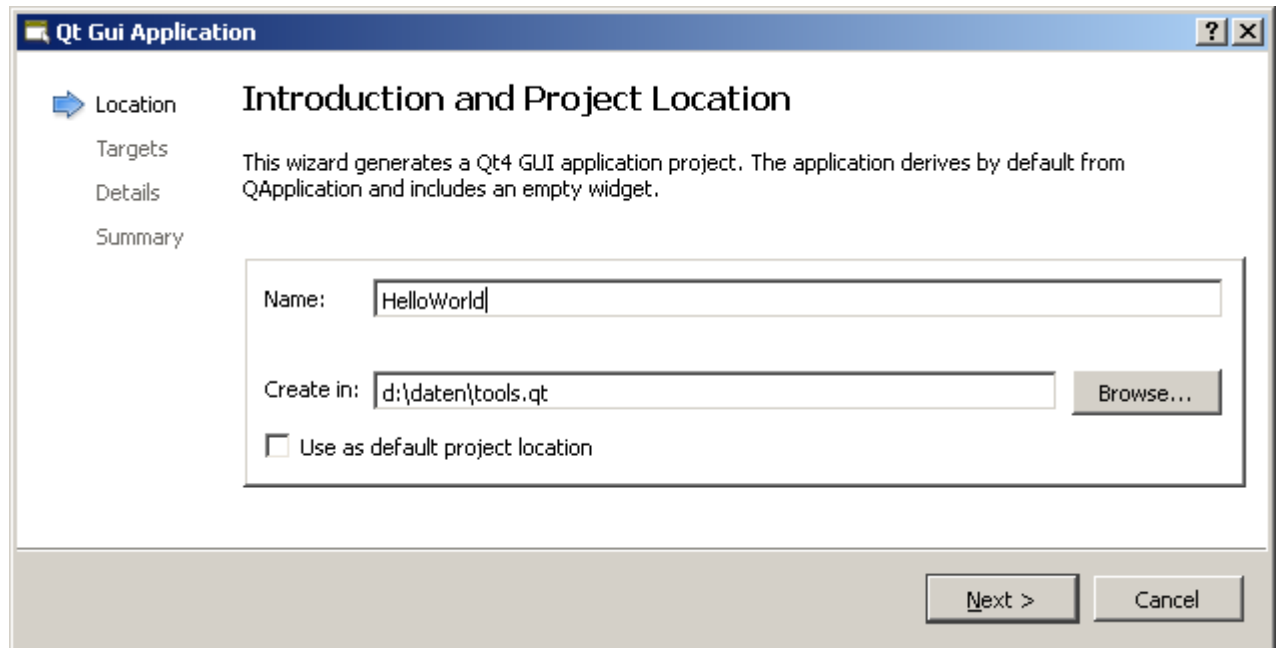 Qt Gui Application
Location
Targets
Details
Summary
Introduction and Project Location
This wizard generates a Qt4 GUI application project. The application derives by default from
QApplication and includes an empty widget.
Name: HelloWorld
Create in: d:\daten\tools.qt Browse...
Use as default project location
Next > Cancel